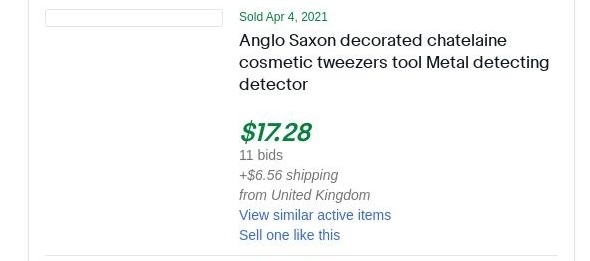 Sold Apr 4, 2021
Anglo Saxon decorated chatelaine
cosmetic tweezers tool Metal detecting
detector
$17.28
11 bids
+$6.56 shipping
from United Kingdom
View similar active items
Sell one like this